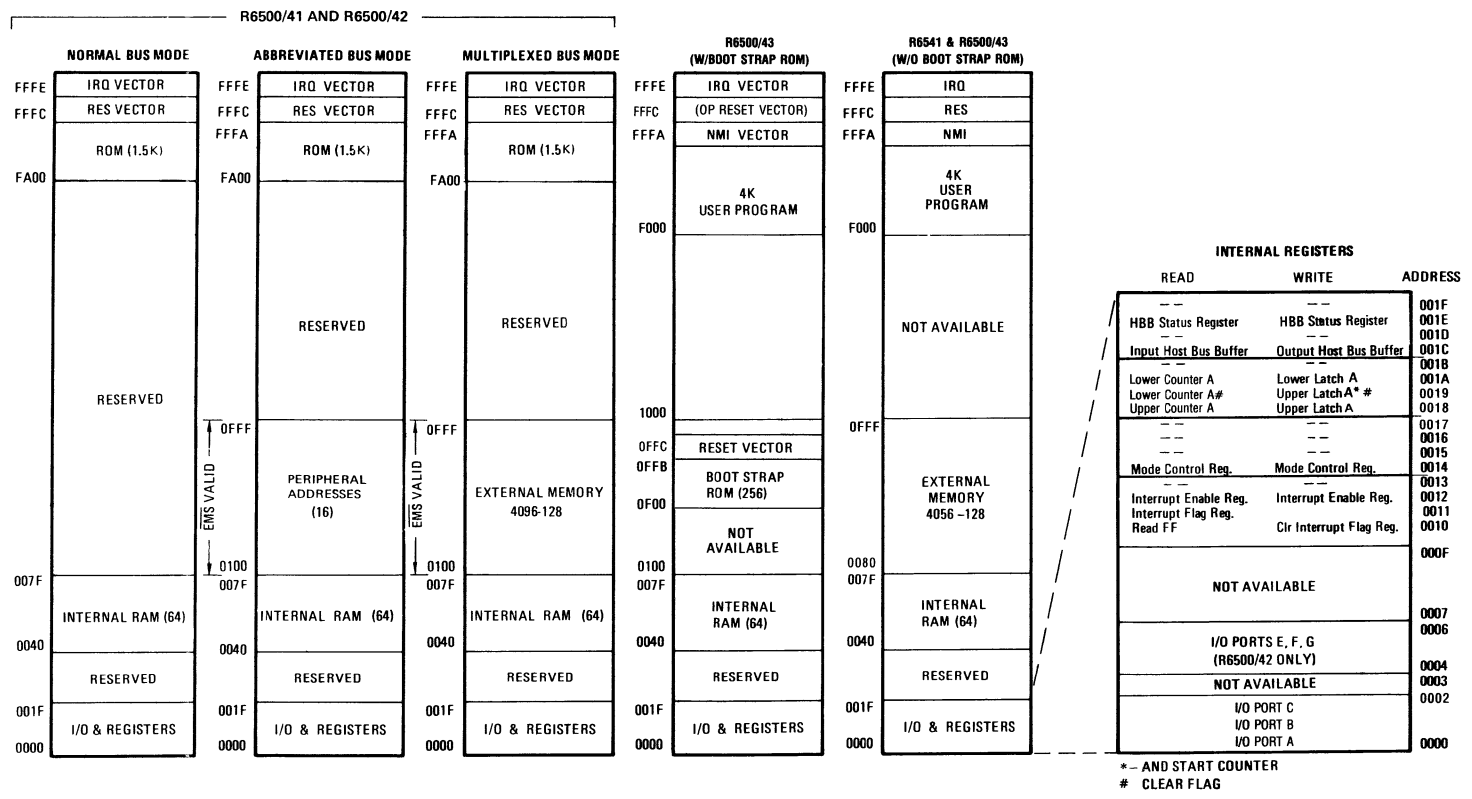 R6500/41 AND R6500/42
NORMAL BUS MODE
FFFE
IRQ VECTOR
FFFC
RES VECTOR
ROM (1.5K)
FA00
RESERVED
007F
INTERNAL RAM (64)
0040
RESERVED
001F
I/O & REGISTERS
0000
ABBREVIATED BUS MODE
FFFE
IRQ VECTOR
FFFC
RES VECTOR
FFFA
ROM (1.5K)
FA00
RESERVED
0FFF
EMS VALID
PERIPHERAL
ADDRESSES
(16)
0100
007F
INTERNAL RAM (64)
0040
RESERVED
001F
I/O & REGISTERS
0000
MULTIPLEXED BUS MODE
FFFE
IRQ VECTOR
FFFC
RES VECTOR
FFFA
ROM (1.5K)
FA00
RESERVED
0FFF
EMS VALID
EXTERNAL MEMORY
4096-128
0100
007F
INTERNAL RAM (64)
0040
RESERVED
001F
I/O & REGISTERS
0000
R6500/43
(W/BOOT STRAP ROM)
FFFE
IRQ VECTOR
FFFC
(OP RESET VECTOR)
FFFA
NMI VECTOR
4K
USER PROGRAM
F000
1000
0FFC
RESET VECTOR
0FFB
BOOT STRAP
ROM (256)
0F00
NOT
AVAILABLE
0100
007F
INTERNAL
RAM (64)
0040
RESERVED
001F
I/O & REGISTERS
0000
R6541 & R6500/43
(W/O BOOT STRAP ROM)
FFFE
IRQ
FFFC
RES
FFFA
NMI
4K
USER
PROGRAM
F000
NOT AVAILABLE
0FFF
EXTERNAL
MEMORY
4056 –128
0080
007F
INTERNAL
RAM (64)
0040
RESERVED
001F
I/O & REGISTERS
0000
INTERNAL REGISTERS
READ WRITE ADDRESS
-- -- 001F
HBB Status Register HBB Status Register 001E
-- -- 001D
Input Host Bus Buffer Output Host Bus Buffer 001C
-- -- 001B
Lower Counter A Lower Latch A 001A
Lower Counter A# Upper Latch A* # 0019
Upper Counter A Upper Latch A 0018
-- -- 0017
-- -- 0016
-- -- 0015
Mode Control Reg. Mode Control Reg. 0014
-- -- 0013
Interrupt Enable Reg. Interrupt Enable Reg. 0012
Interrupt Flag Reg. 0011
Read FF Clr Interrupt Flag Reg. 0010
000F
NOT AVAILABLE
0007
0006
I/O PORTS E, F, G
(R6500/42 ONLY)
0004
NOT AVAILABLE 0003
0002
I/O PORT C
I/O PORT B
I/O PORT A 0000
*– AND START COUNTER
# CLEAR FLAG